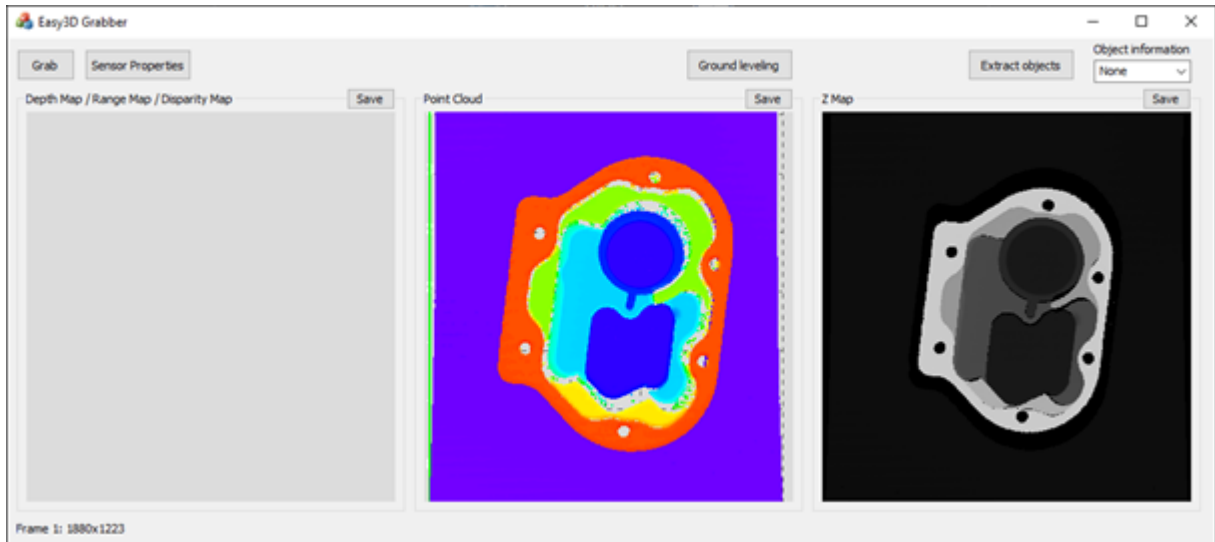 Easy3D Grabber
Grab
Sensor Properties
Ground leveling
Extract objects
Object information
None
Depth Map / Range Map / Disparity Map
Save
Point Cloud
Save
Z Map
Save
Frame 1: 1880x1223